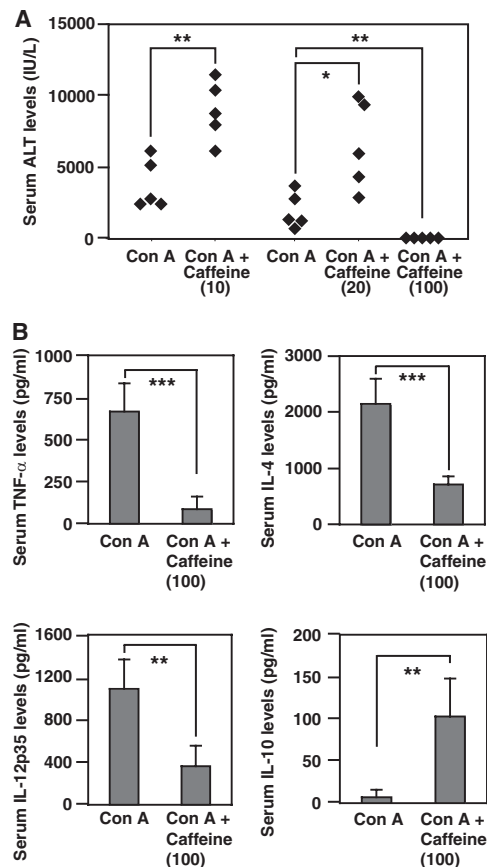 A
Serum ALT levels (IU/L)
15000
10000
5000
0
**
**
*
Con A
Con A +
Caffeine
(10)
Con A
Con A +
Caffeine
(20)
Con A +
Caffeine
(100)
B
Serum TNF-α levels (pg/ml)
1000
750
500
250
0
***
Con A
Con A +
Caffeine
(100)
Serum IL-4 levels (pg/ml)
3000
2000
1000
0
***
Con A
Con A +
Caffeine
(100)
Serum IL-12p35 levels (pg/ml)
1600
1200
800
400
0
**
Con A
Con A +
Caffeine
(100)
Serum IL-10 levels (pg/ml)
200
150
100
50
0
**
Con A
Con A +
Caffeine
(100)